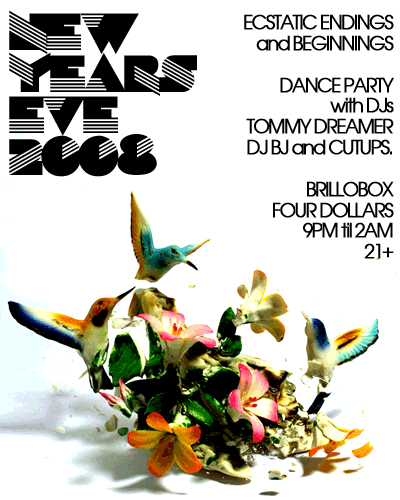 NEW
YEARS
EVE
2008
ECSTATIC ENDINGS
and BEGINNINGS
DANCE PARTY
with DJs
TOMMY DREAMER
DJ BJ and CUTUPS.
BRILLOBOX
FOUR DOLLARS
9PM til 2AM
21+